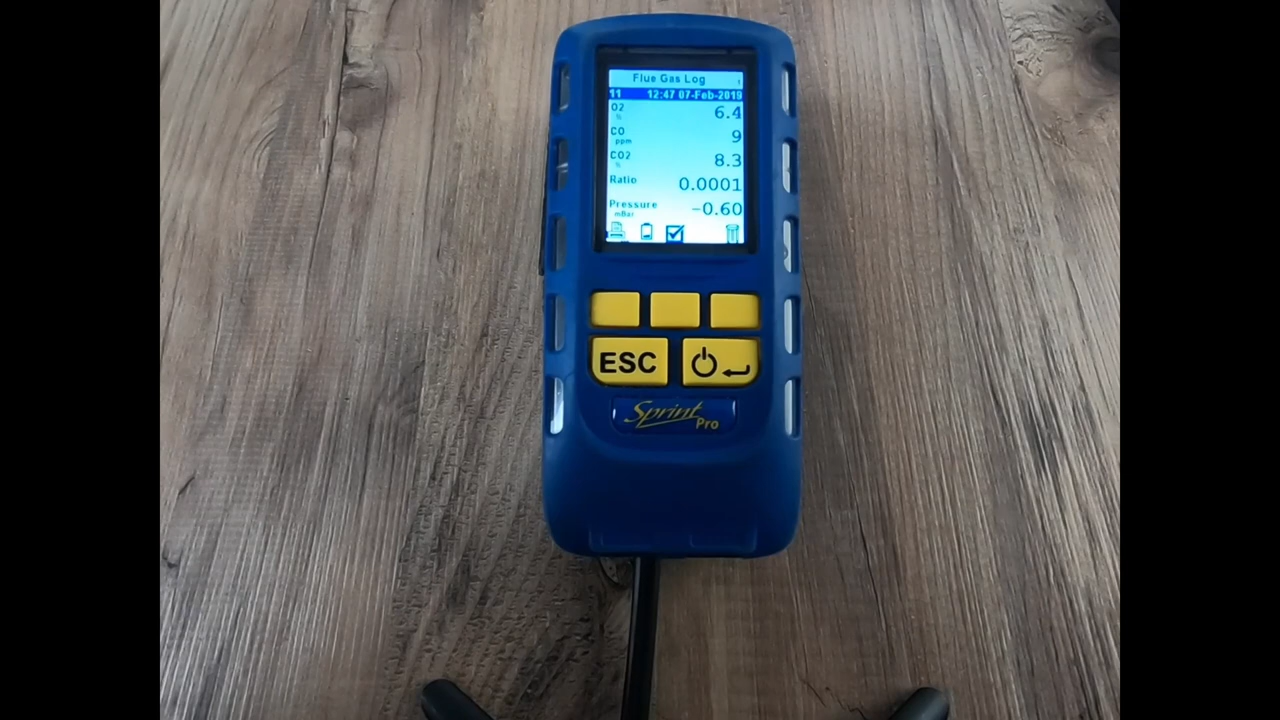 Flue Gas Log
11 12:47 07-Feb-2019
O2 6.4
%
CO 9
ppm
CO2 8.3
%
Ratio 0.0001
Pressure -0.60
mBar
ESC
Sprint
Pro